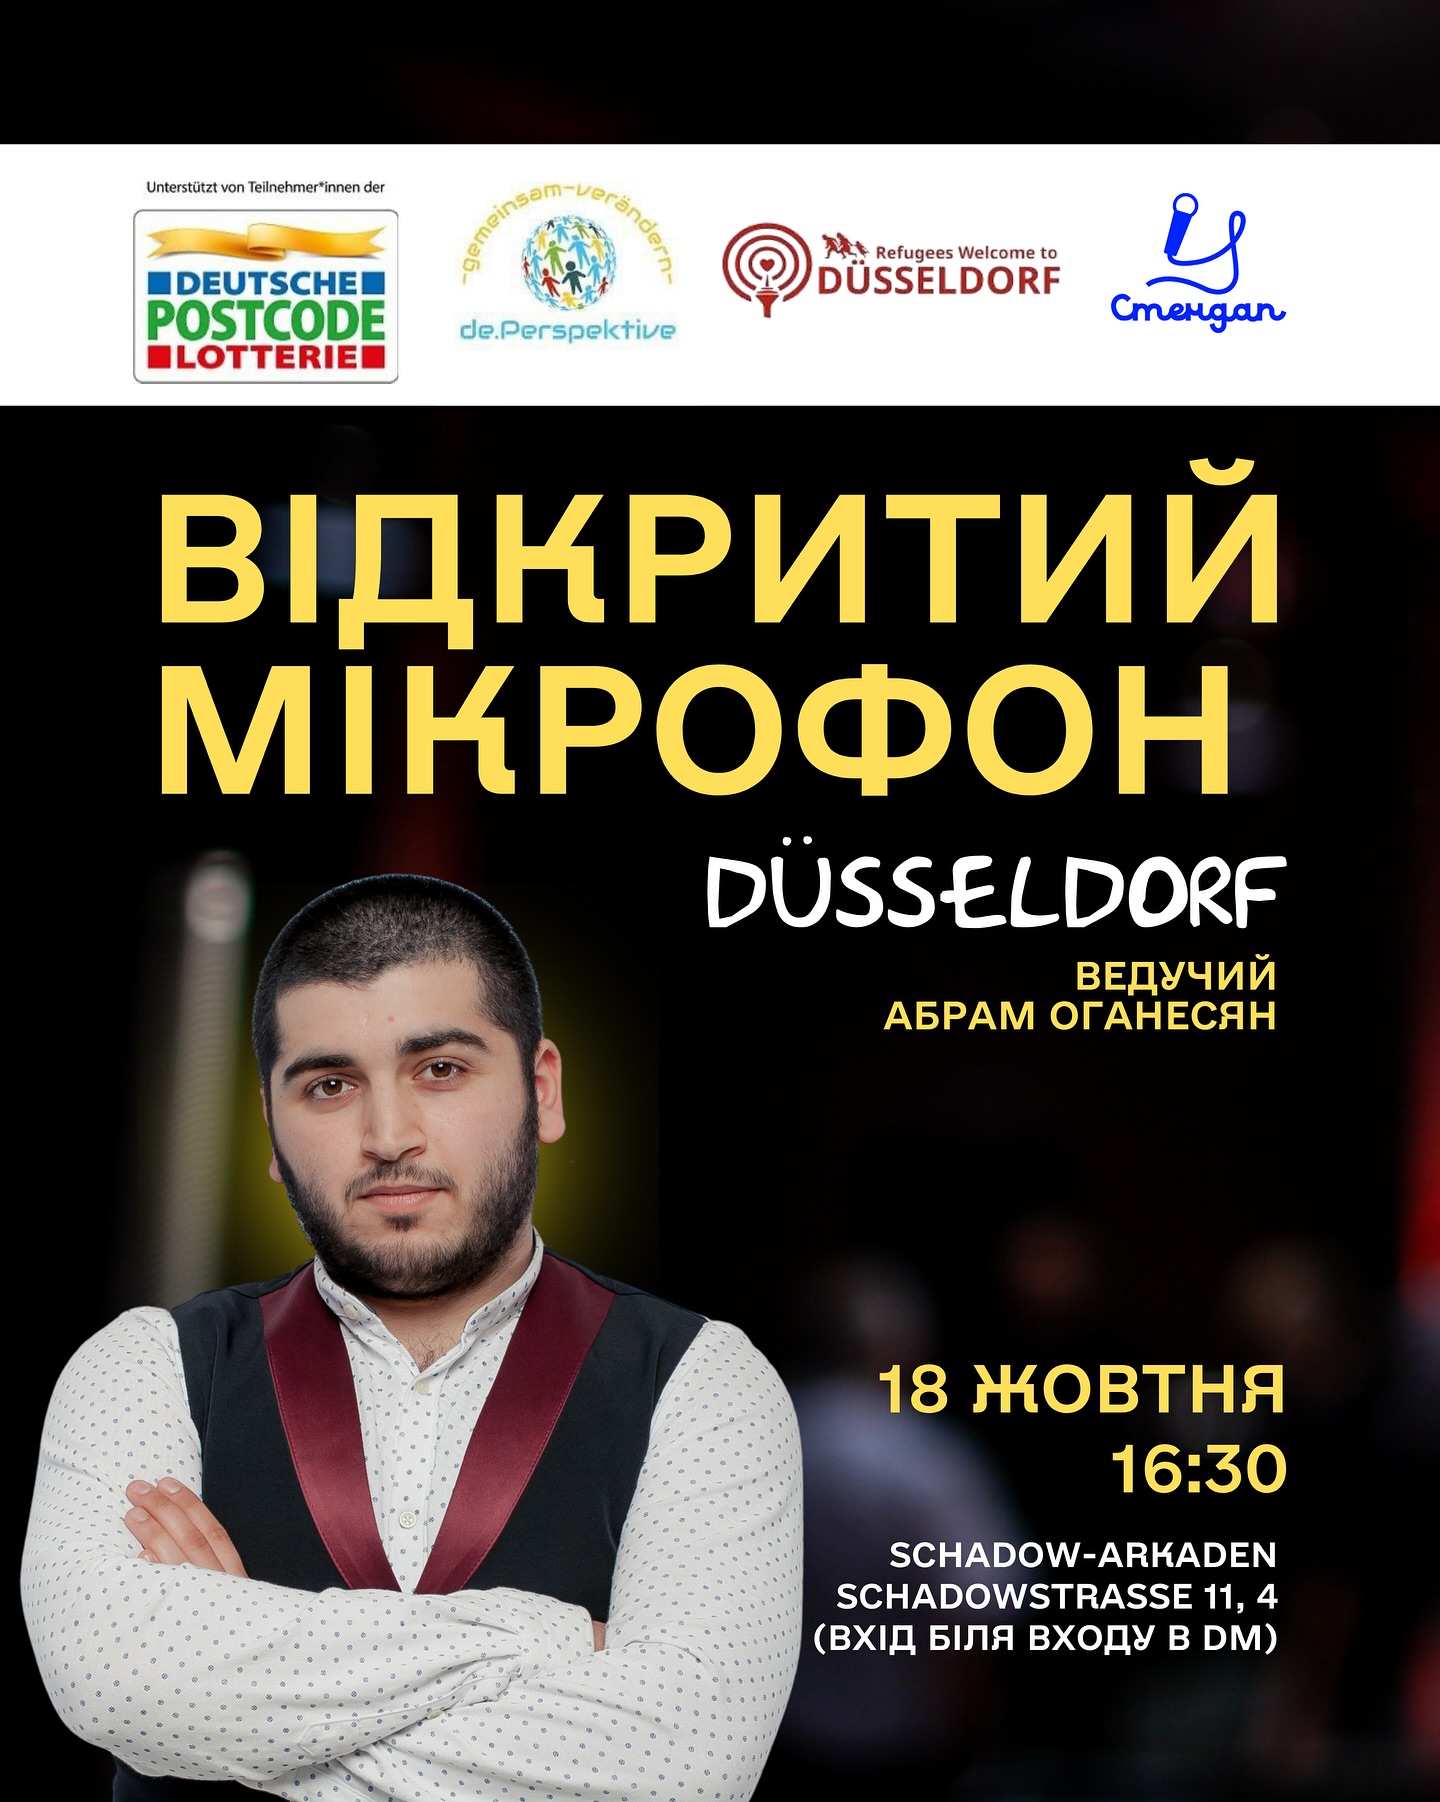 Unterstützt von Teilnehmer*innen der
DEUTSCHE
POSTCODE
LOTTERIE
-gemeinsam-verändern-
de.Perspektive
Refugees Welcome to
DÜSSELDORF
Стендап
ВІДКРИТИЙ
МІКРОФОН
DÜSSELDORF
ВЕДУЧИЙ
АБРАМ ОГАНЕСЯН
18 ЖОВТНЯ
16:30
SCHADOW-ARKADEN
SCHADOWSTRASSE 11, 4
(ВХІД БІЛЯ ВХОДУ В DM)